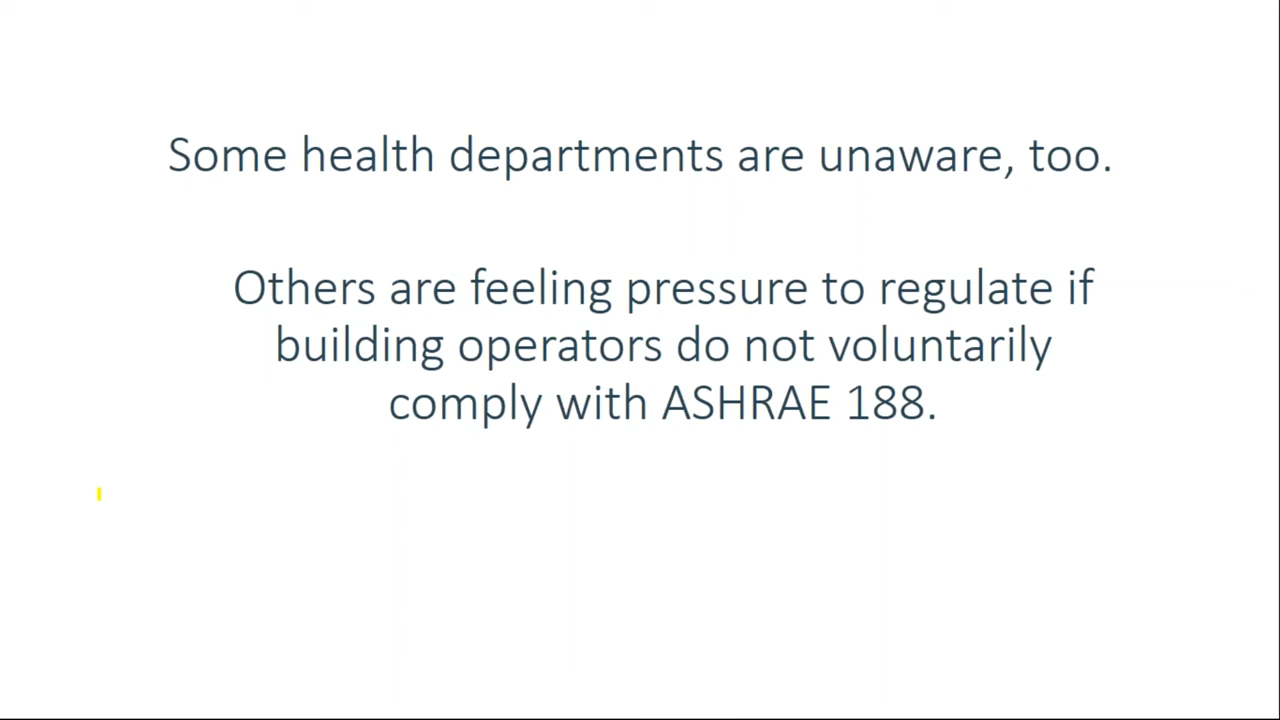 Some health departments are unaware, too.
Others are feeling pressure to regulate if
building operators do not voluntarily
comply with ASHRAE 188.